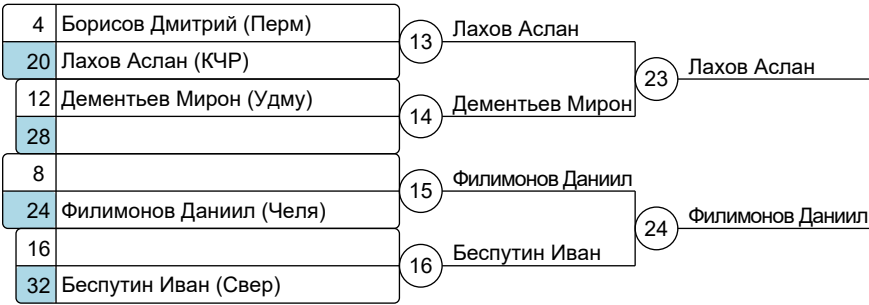 4 Борисов Дмитрий (Перм)
20 Лахов Аслан (КЧР)
13 Лахов Аслан
12 Дементьев Мирон (Удму)
28
14 Дементьев Мирон
23 Лахов Аслан
8
24 Филимонов Даниил (Челя)
15 Филимонов Даниил
16
32 Беспутин Иван (Свер)
16 Беспутин Иван
24 Филимонов Даниил